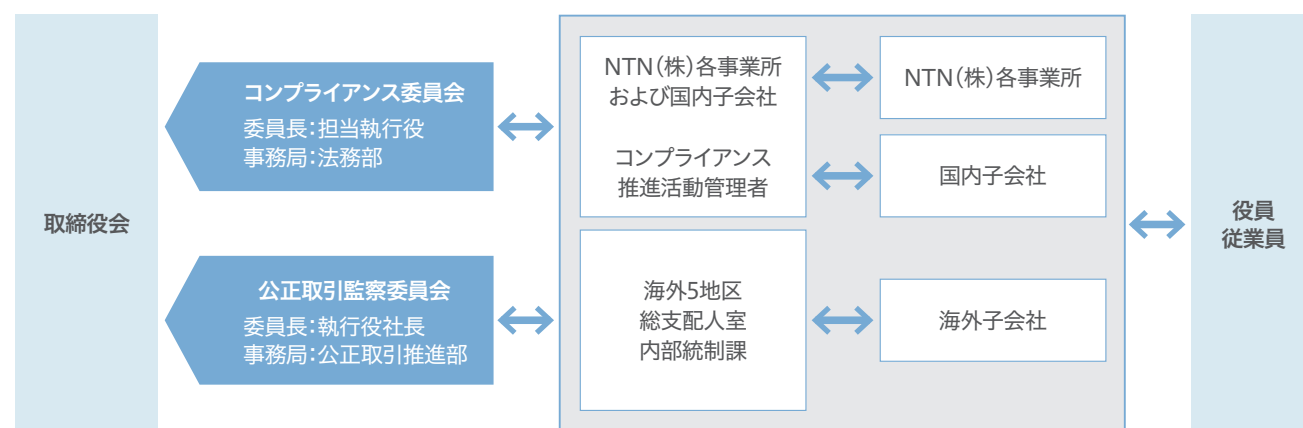 取締役会
コンプライアンス委員会
委員長：担当執行役
事務局：法務部
公正取引監察委員会
委員長：執行役社長
事務局：公正取引推進部
NTN（株）各事業所
および国内子会社
コンプライアンス
推進活動管理者
海外5地区
総支配人室
内部統制課
NTN（株）各事業所
国内子会社
海外子会社
役員
従業員